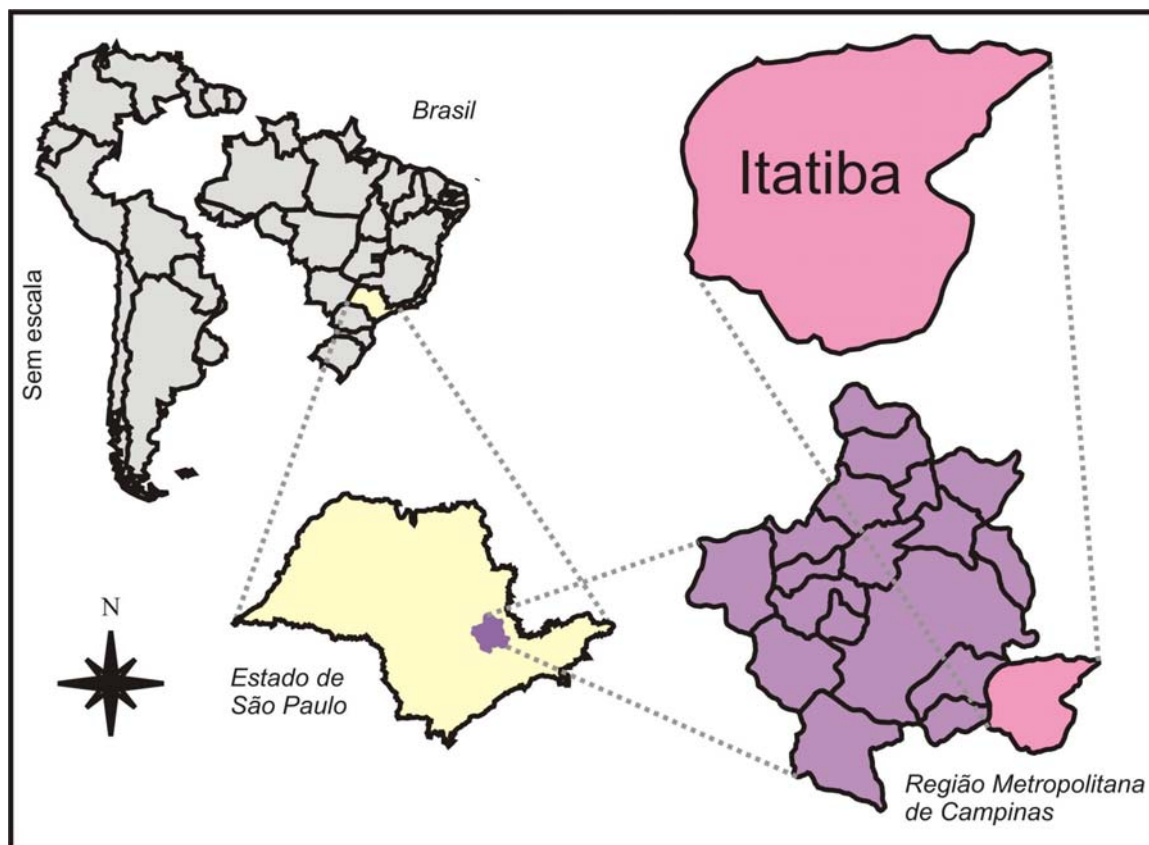 Brasil
Itatiba
Sem escala
N
Estado de
São Paulo
Região Metropolitana
de Campinas